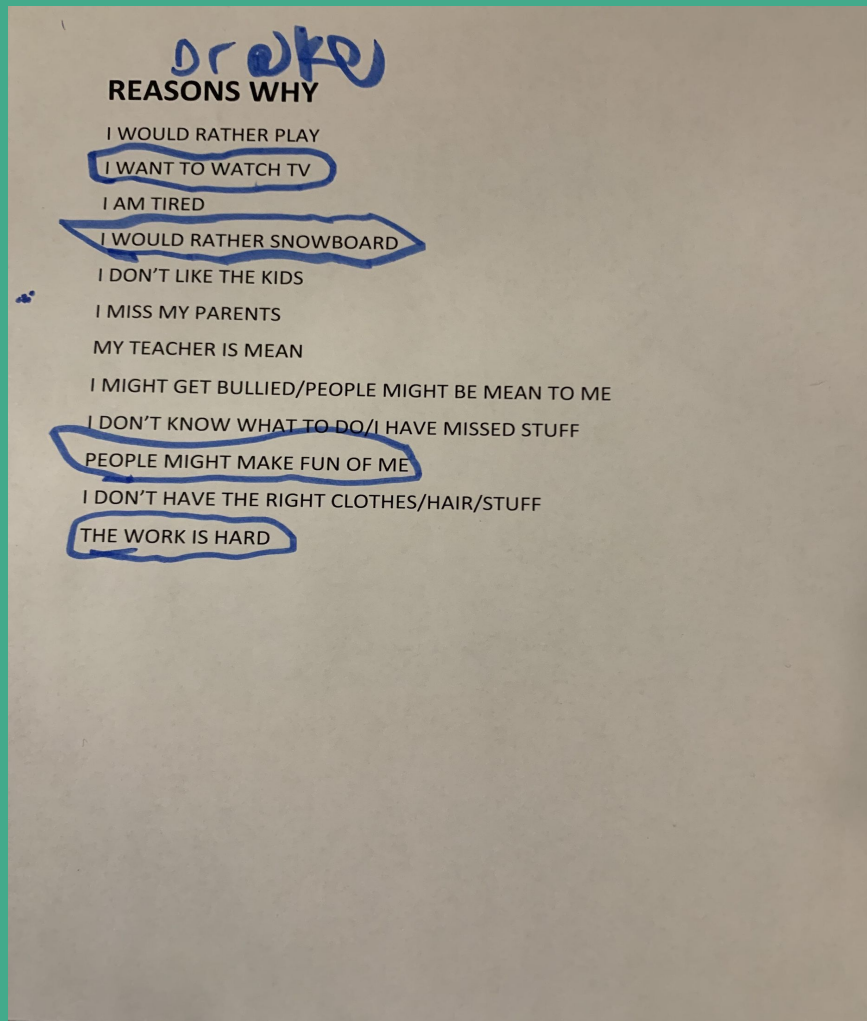 Drake
REASONS WHY
I WOULD RATHER PLAY
I WANT TO WATCH TV
I AM TIRED
I WOULD RATHER SNOWBOARD
I DON'T LIKE THE KIDS
I MISS MY PARENTS
MY TEACHER IS MEAN
I MIGHT GET BULLIED/PEOPLE MIGHT BE MEAN TO ME
I DON'T KNOW WHAT TO DO/I HAVE MISSED STUFF
PEOPLE MIGHT MAKE FUN OF ME
I DON'T HAVE THE RIGHT CLOTHES/HAIR/STUFF
THE WORK IS HARD